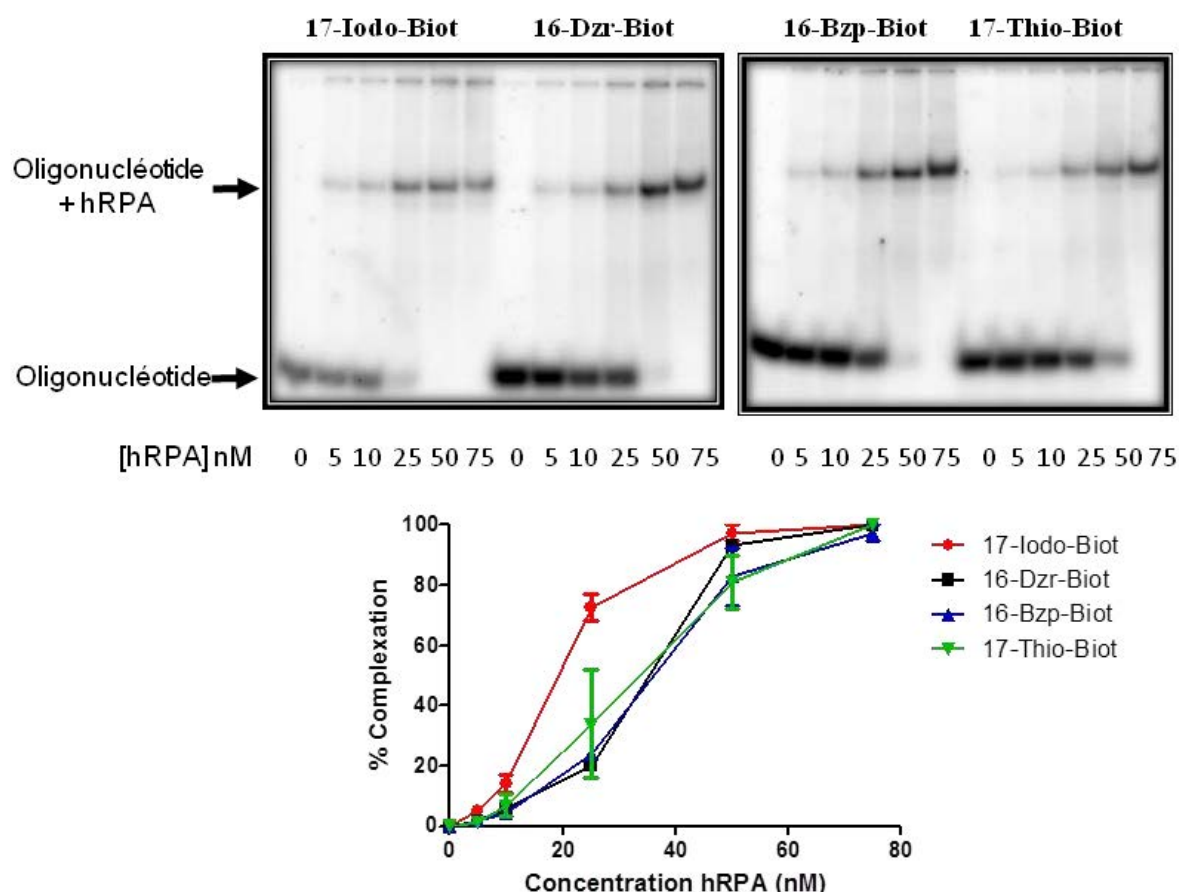 17-Iodo-Biot 16-Dzr-Biot 16-Bzp-Biot 17-Thio-Biot
Oligonucléotide
+ hRPA
Oligonucléotide
[hRPA] nM 0 5 10 25 50 75 0 5 10 25 50 75 0 5 10 25 50 75 0 5 10 25 50 75
% Complexation
100
80
60
40
20
0
0 20 40 60 80
Concentration hRPA (nM)
17-Iodo-Biot
16-Dzr-Biot
16-Bzp-Biot
17-Thio-Biot